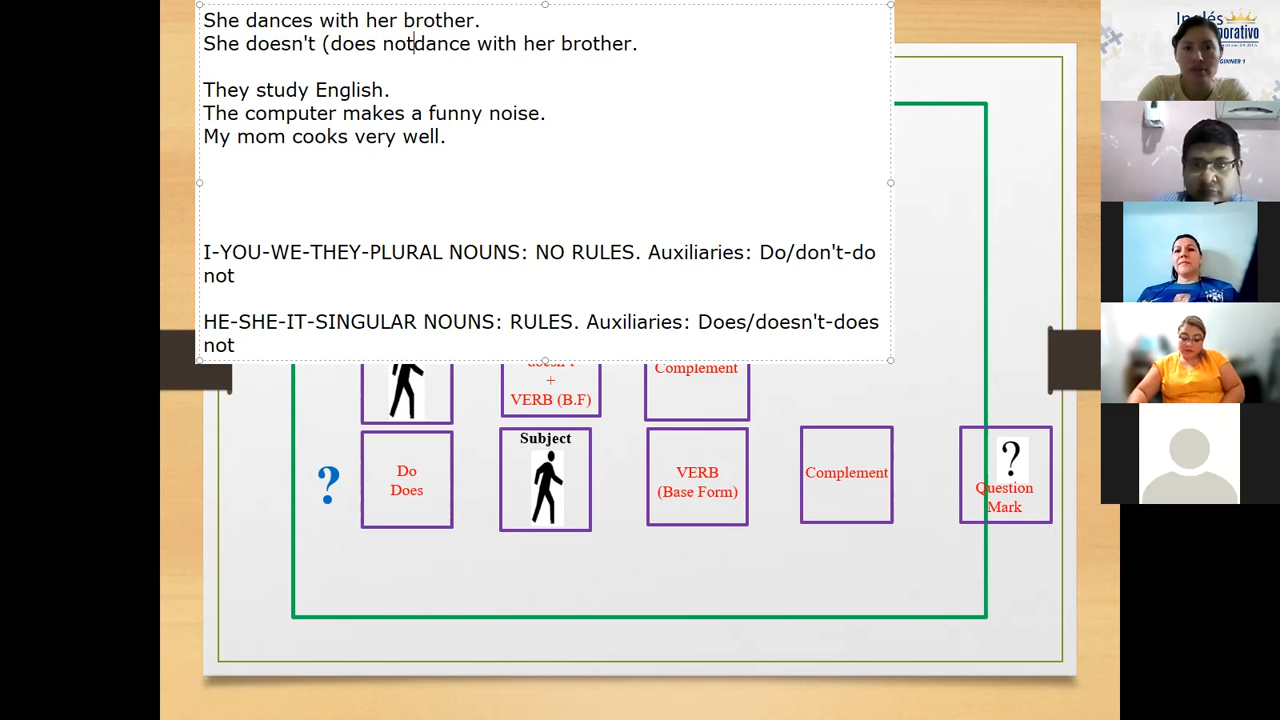 She dances with her brother.
She doesn't (does notdance with her brother.
They study English.
The computer makes a funny noise.
My mom cooks very well.
I-YOU-WE-THEY-PLURAL NOUNS: NO RULES. Auxiliaries: Do/don't-do
not
HE-SHE-IT-SINGULAR NOUNS: RULES. Auxiliaries: Does/doesn't-does
not
doesn't
+
VERB (B.F)
Complement
?
Do
Does
Subject
VERB
(Base Form)
Complement
?
Question
Mark